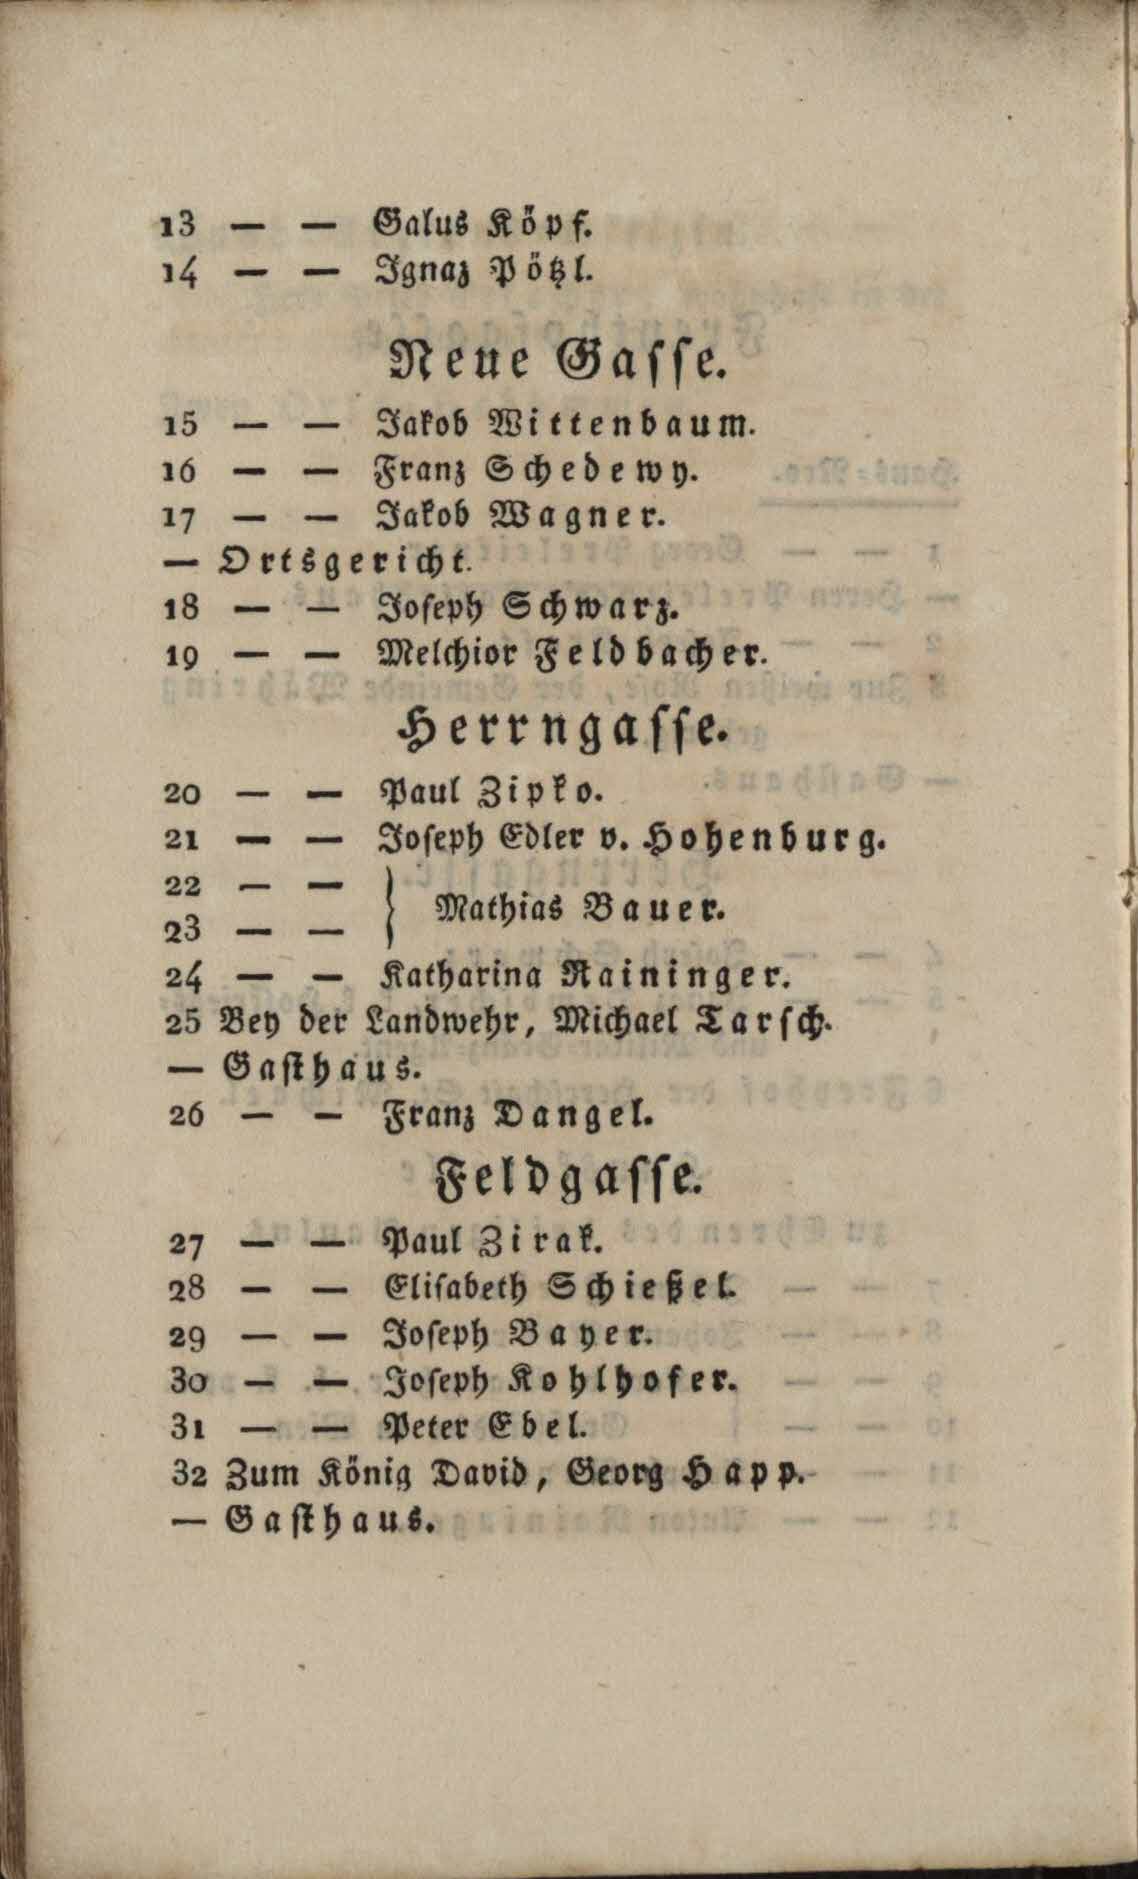 13 — — Galus Köpf.
14 — — Ignaz Pötzl.
Neue Gasse.
15 — — Jakob Wittenbaum.
16 — — Franz Schedewy.
17 — — Jakob Wagner.
— Ortsgericht.
18 — — Joseph Schwarz.
19 — — Melchior Feldbacher.
Herrngasse.
20 — — Paul Zipko.
21 — — Joseph Edler v. Hohenburg.
22 — —
23 — — } Mathias Bauer.
24 — — Katharina Raininger.
25 Bey der Landwehr, Michael Tarsch.
— Gasthaus.
26 — — Franz Dangel.
Feldgasse.
27 — — Paul Zirak.
28 — — Elisabeth Schießel.
29 — — Joseph Bayer.
30 — — Joseph Kohlhofer.
31 — — Peter Ebel.
32 Zum König David, Georg Happ.
— Gasthaus.